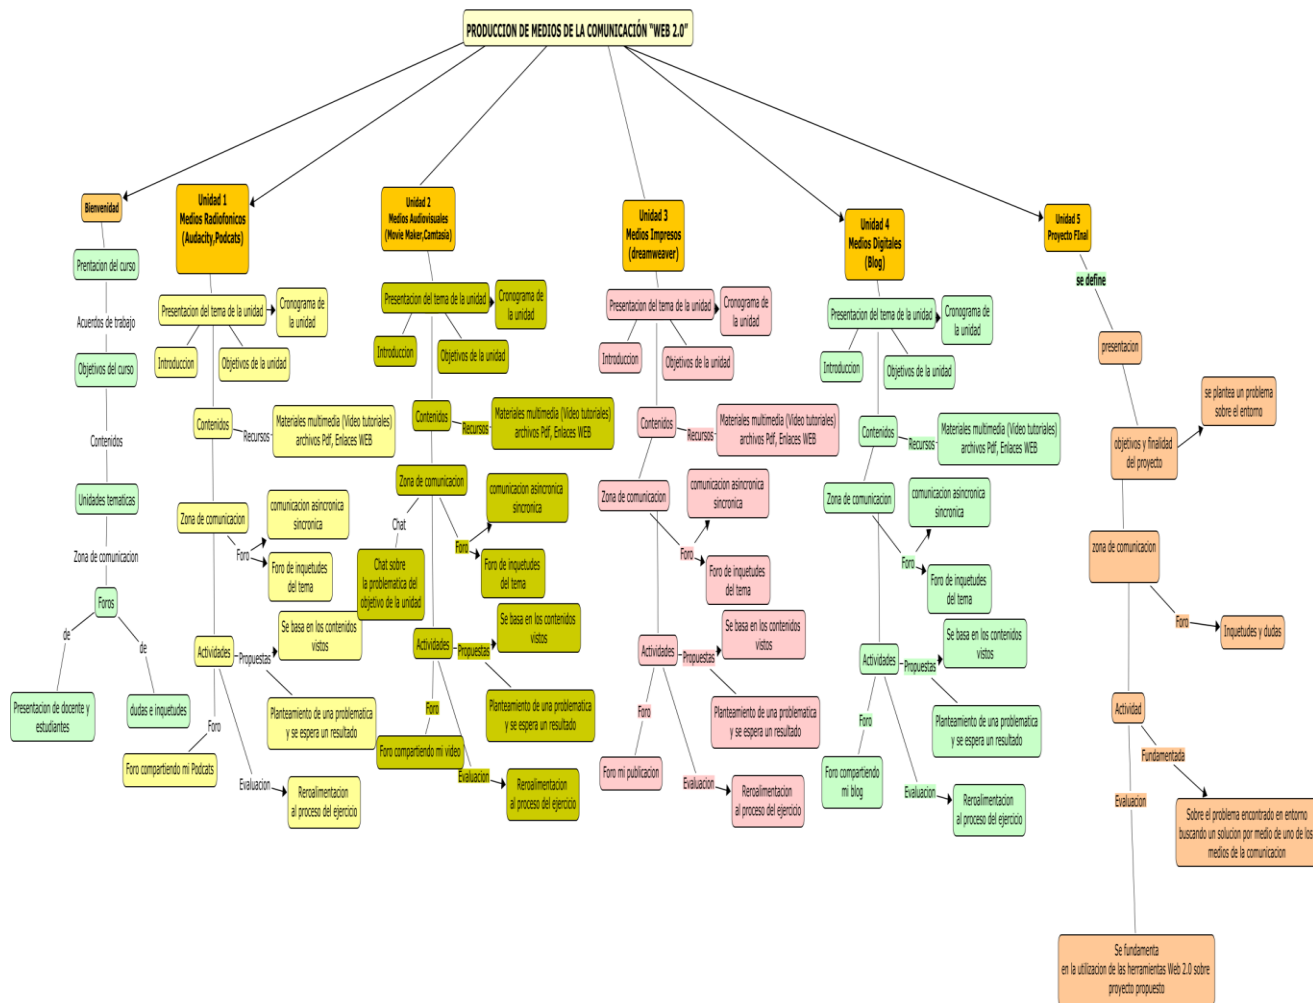 PRODUCCION DE MEDIOS DE LA COMUNICACIÓN "WEB 2.0"
Bienvenidad
Prentacion del curso
Acuerdos de trabajo
Objetivos del curso
Contenidos
Unidades tematicas
Zona de comunicacion
Foros
de
de
Presentacion de docente y
estudiantes
dudas e inquetudes
Unidad 1
Medios Radiofonicos
(Audacity,Podcats)
Presentacion del tema de la unidad
Cronograma de
la unidad
Introduccion
Objetivos de la unidad
Contenidos
Recursos
Materiales multimedia (Video tutoriales)
archivos Pdf, Enlaces WEB
Zona de comunicacion
Foro
comunicacion asincronica
sincronica
Foro de inquetudes
del tema
Actividades
Propuestas
Se basa en los contenidos
vistos
Planteamiento de una problematica
y se espera un resultado
Foro
Foro compartiendo mi Podcats
Evaluacion
Reroalimentacion
al proceso del ejercicio
Unidad 2
Medios Audiovisuales
(Movie Maker,Camtasia)
Presentacion del tema de la unidad
Cronograma de
la unidad
Introduccion
Objetivos de la unidad
Contenidos
Recursos
Materiales multimedia (Video tutoriales)
archivos Pdf, Enlaces WEB
Zona de comunicacion
Chat
Chat sobre
la problematica del
objetivo de la unidad
Foro
comunicacion asincronica
sincronica
Foro de inquetudes
del tema
Actividades
Propuestas
Se basa en los contenidos
vistos
Planteamiento de una problematica
y se espera un resultado
Foro
Foro compartiendo mi video
Evaluacion
Reroalimentacion
al proceso del ejercicio
Unidad 3
Medios Impresos
(dreamweaver)
Presentacion del tema de la unidad
Cronograma de
la unidad
Introduccion
Objetivos de la unidad
Contenidos
Recursos
Materiales multimedia (Video tutoriales)
archivos Pdf, Enlaces WEB
Zona de comunicacion
Foro
comunicacion asincronica
sincronica
Foro de inquetudes
del tema
Actividades
Propuestas
Se basa en los contenidos
vistos
Planteamiento de una problematica
y se espera un resultado
Foro
Foro mi publicacion
Evaluacion
Reroalimentacion
al proceso del ejercicio
Unidad 4
Medios Digitales
(Blog)
Presentacion del tema de la unidad
Cronograma de
la unidad
Introduccion
Objetivos de la unidad
Contenidos
Recursos
Materiales multimedia (Video tutoriales)
archivos Pdf, Enlaces WEB
Zona de comunicacion
Foro
comunicacion asincronica
sincronica
Foro de inquetudes
del tema
Actividades
Propuestas
Se basa en los contenidos
vistos
Planteamiento de una problematica
y se espera un resultado
Foro
Foro compartiendo
mi blog
Evaluacion
Reroalimentacion
al proceso del ejercicio
Unidad 5
Proyecto FInal
se define
presentacion
se plantea un problema
sobre el entorno
objetivos y finalidad
del proyecto
zona de comunicacion
Foro
Inquetudes y dudas
Actividad
Fundamentada
Sobre el problema encontrado en entorno
buscando un solucion por medio de uno de los
medios de la comunicacion
Evaluacion
Se fundamenta
en la utilizacion de las herramientas Web 2.0 sobre
proyecto propuesto